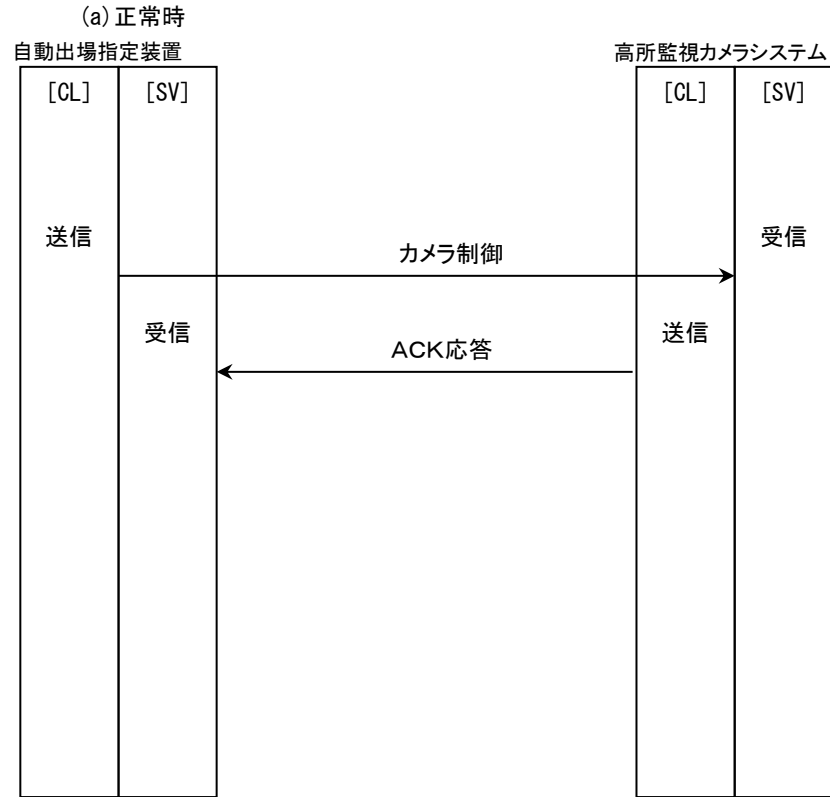 (a) 正常時
自動出場指定装置
高所監視カメラシステム
[CL] [SV]
[CL] [SV]
送信
カメラ制御
受信
受信
ACK応答
送信